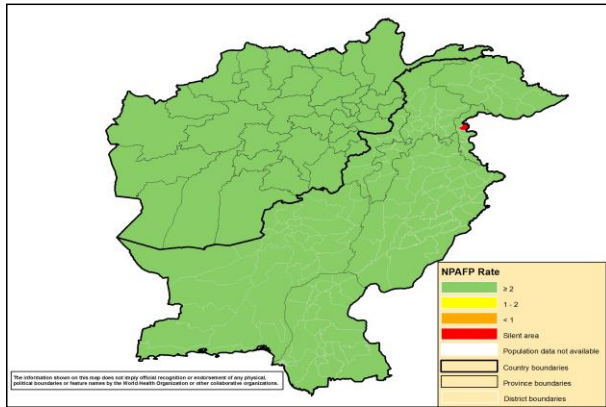 NPAFP Rate
≥ 2
1 - 2
< 1
Silent area
Population data not available
Country boundaries
Province boundaries
District boundaries
The information shown on this map does not imply official recognition or endorsement of any physical,
political boundaries or feature names by the World Health Organization or other collaborative organizations.